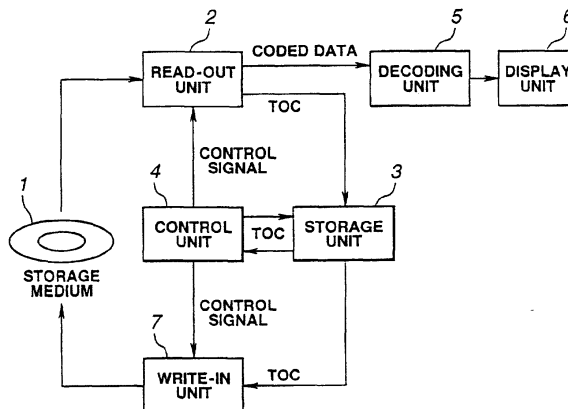 2
5
6
CODED DATA
READ-OUT
UNIT
DECODING
UNIT
DISPLAY
UNIT
TOC
CONTROL
SIGNAL
1
4
3
CONTROL
UNIT
TOC
STORAGE
UNIT
STORAGE
MEDIUM
CONTROL
SIGNAL
7
WRITE-IN
UNIT
TOC